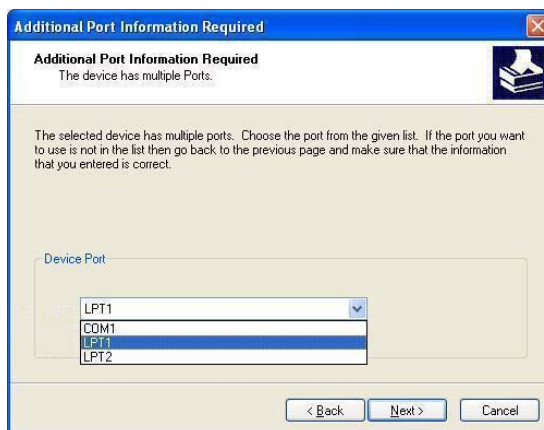 Additional Port Information Required
Additional Port Information Required
The device has multiple Ports.
The selected device has multiple ports. Choose the port from the given list. If the port you want
to use is not in the list then go back to the previous page and make sure that the information
that you entered is correct.
Device Port
LPT1
COM1
LPT1
LPT2
< Back
Next >
Cancel